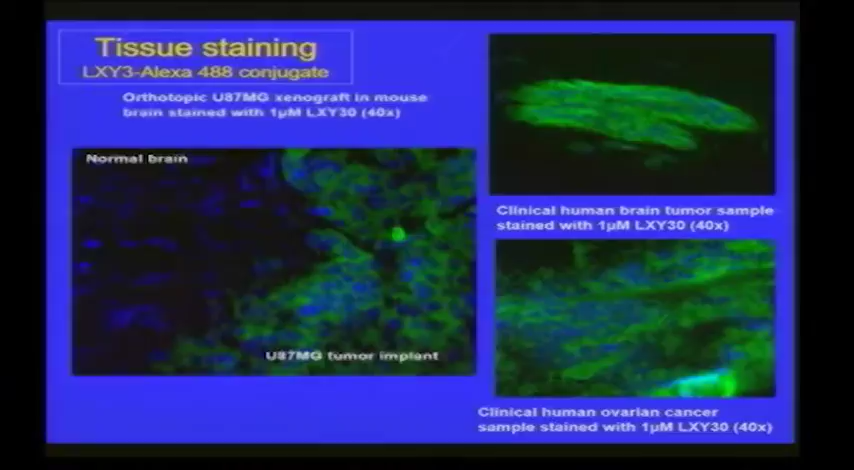 Tissue staining
LXY3-Alexa 488 conjugate
Orthotopic U87MG xenograft in mouse
brain stained with 1µM LXY30 (40x)
Normal brain
U87MG tumor implant
Clinical human brain tumor sample
stained with 1µM LXY30 (40x)
Clinical human ovarian cancer
sample stained with 1µM LXY30 (40x)